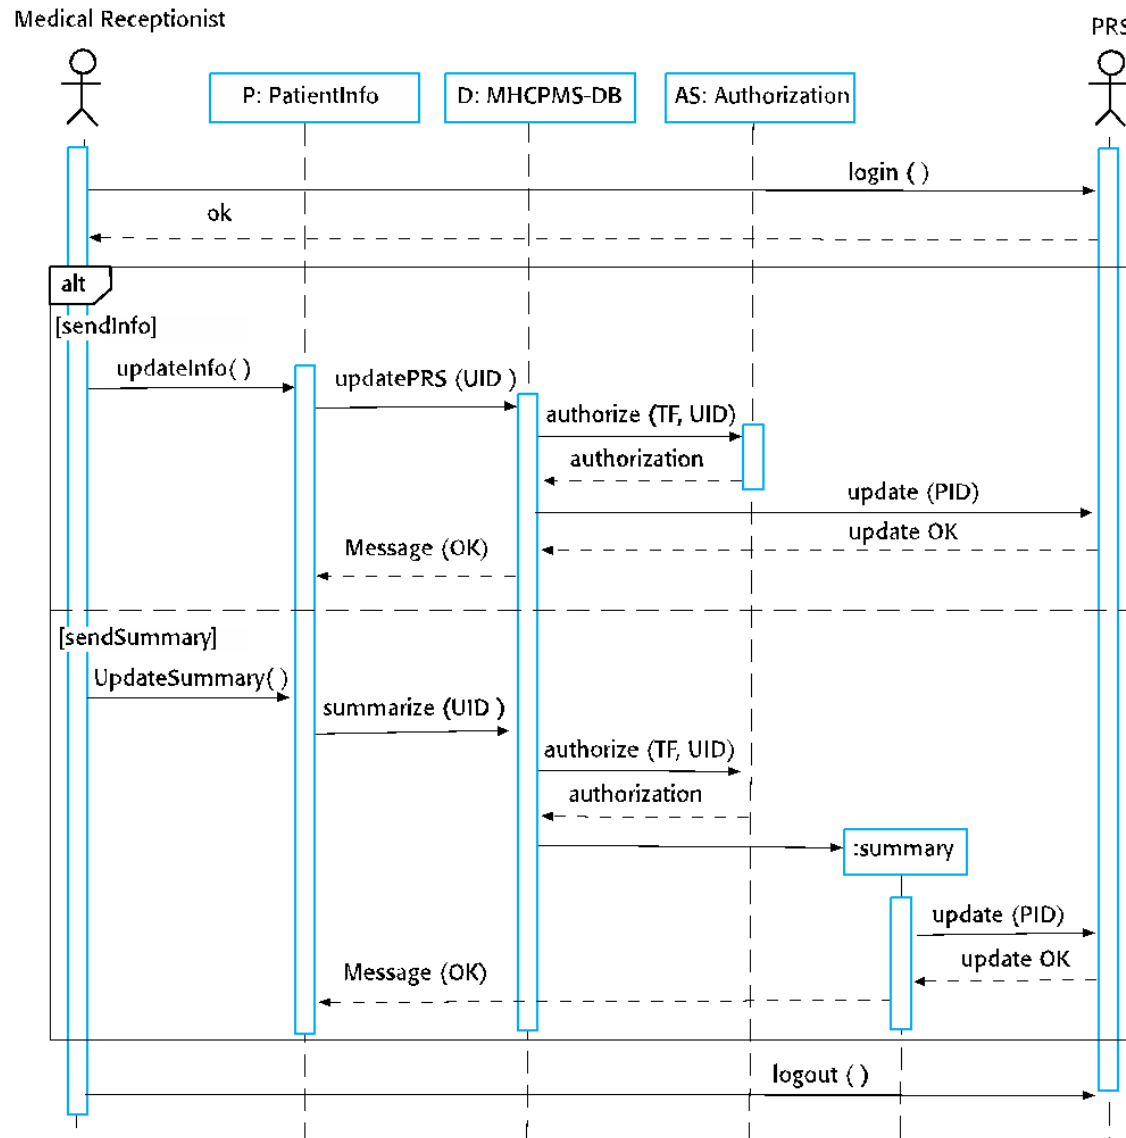 Medical Receptionist
PRS
P: PatientInfo
D: MHCPMS-DB
AS: Authorization
login ( )
ok
alt
[sendInfo]
updateInfo( )
updatePRS (UID )
authorize (TF, UID)
authorization
update (PID)
update OK
Message (OK)
[sendSummary]
UpdateSummary( )
summarize (UID )
authorize (TF, UID)
authorization
:summary
update (PID)
update OK
Message (OK)
logout ( )